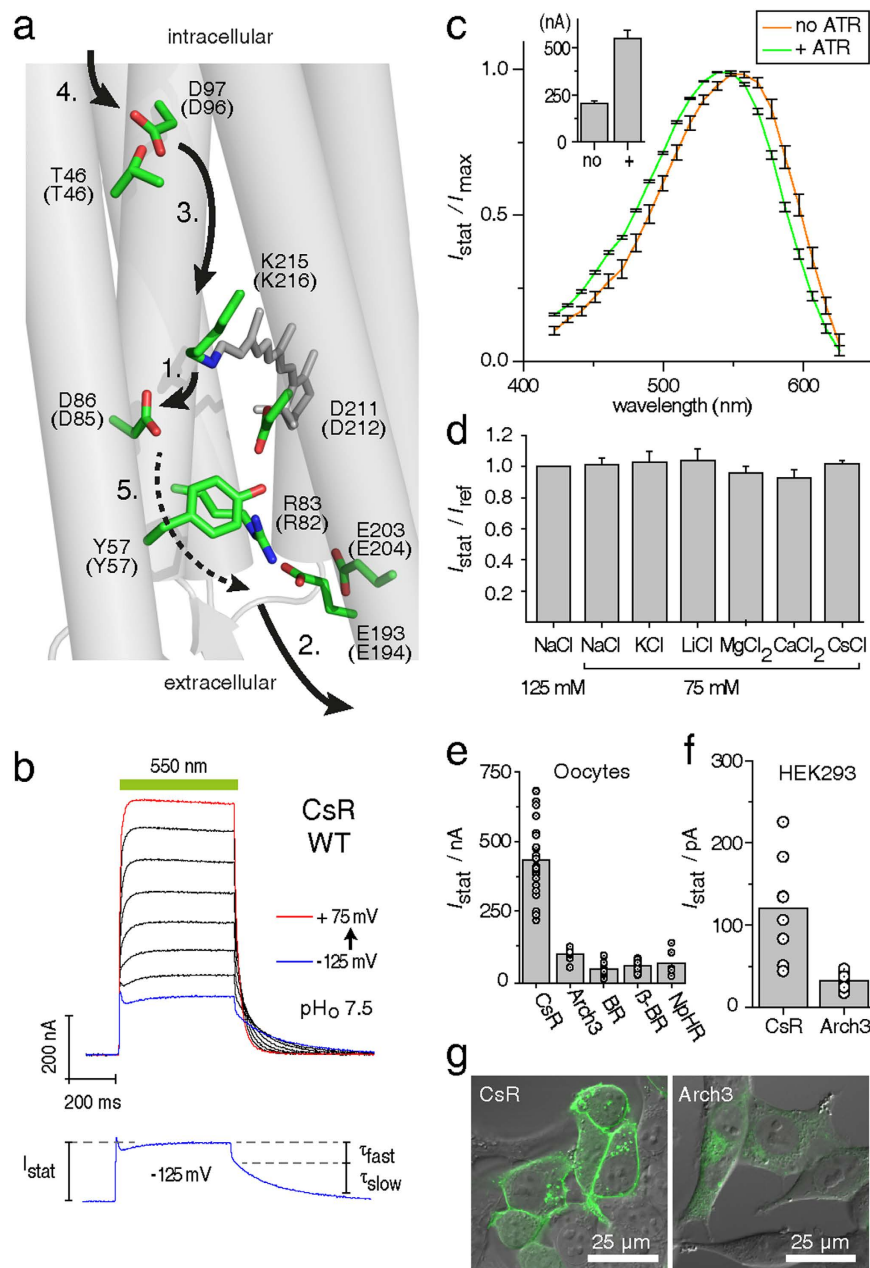 a
intracellular
4.
D97
(D96)
T46
(T46)
3.
K215
(K216)
1.
D86
(D85)
D211
(D212)
5.
R83
(R82)
Y57
(Y57)
E203
(E204)
E193
(E194)
2.
extracellular
b
550 nm
CsR
WT
+ 75 mV
-125 mV
pHO 7.5
200 nA
200 ms
Istat
-125 mV
τfast
τslow
c
(nA)
500
250
0
no +
no ATR
+ ATR
Istat / Imax
1.0
0.5
0.0
400 500 600
wavelength (nm)
d
Istat / Iref
1.2
1.0
0.8
0.6
0.4
0.2
NaCl NaCl KCl LiCl MgCl2 CaCl2 CsCl
125 mM 75 mM
e
Oocytes
Istat / nA
750
500
250
0
CsR Arch3 BR ß-BR NpHR
f
HEK293
Istat / pA
300
200
100
0
CsR Arch3
g
CsR
25 µm
Arch3
25 µm